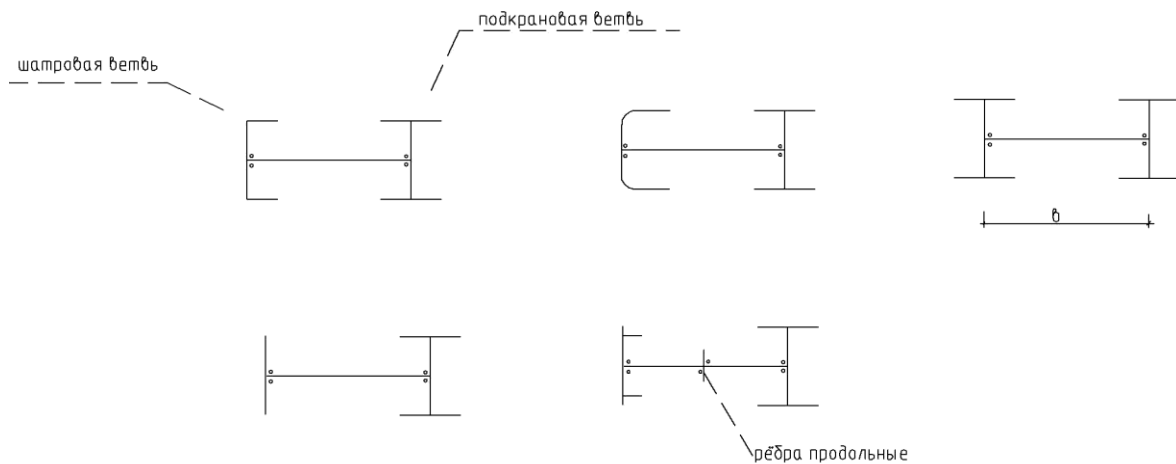 подкрановая ветвь
шатровая ветвь
в
рёбра продольные